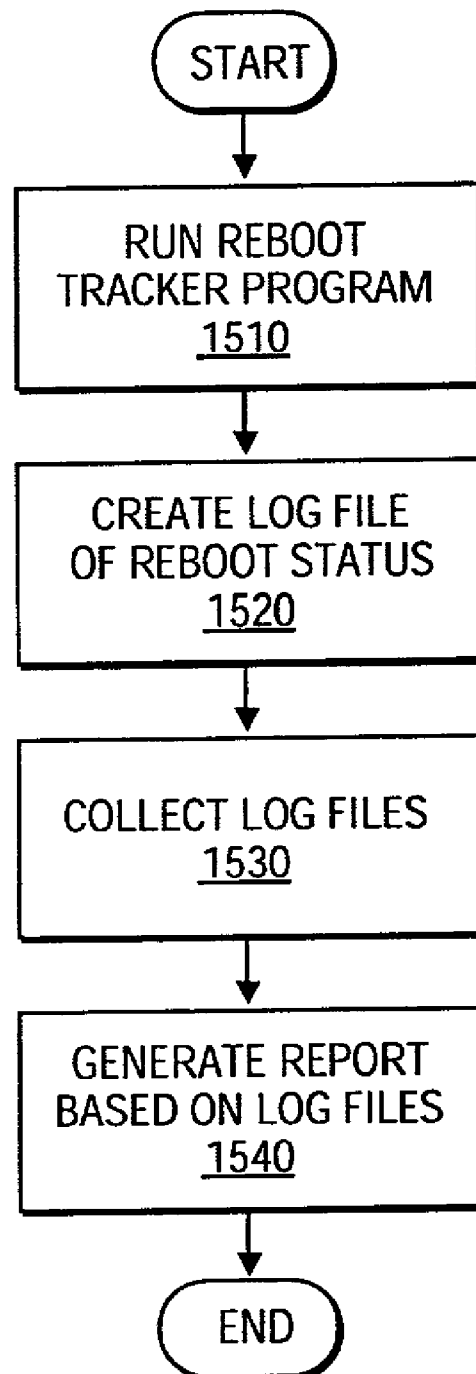 START
RUN REBOOT
TRACKER PROGRAM
1510
CREATE LOG FILE
OF REBOOT STATUS
1520
COLLECT LOG FILES
1530
GENERATE REPORT
BASED ON LOG FILES
1540
END